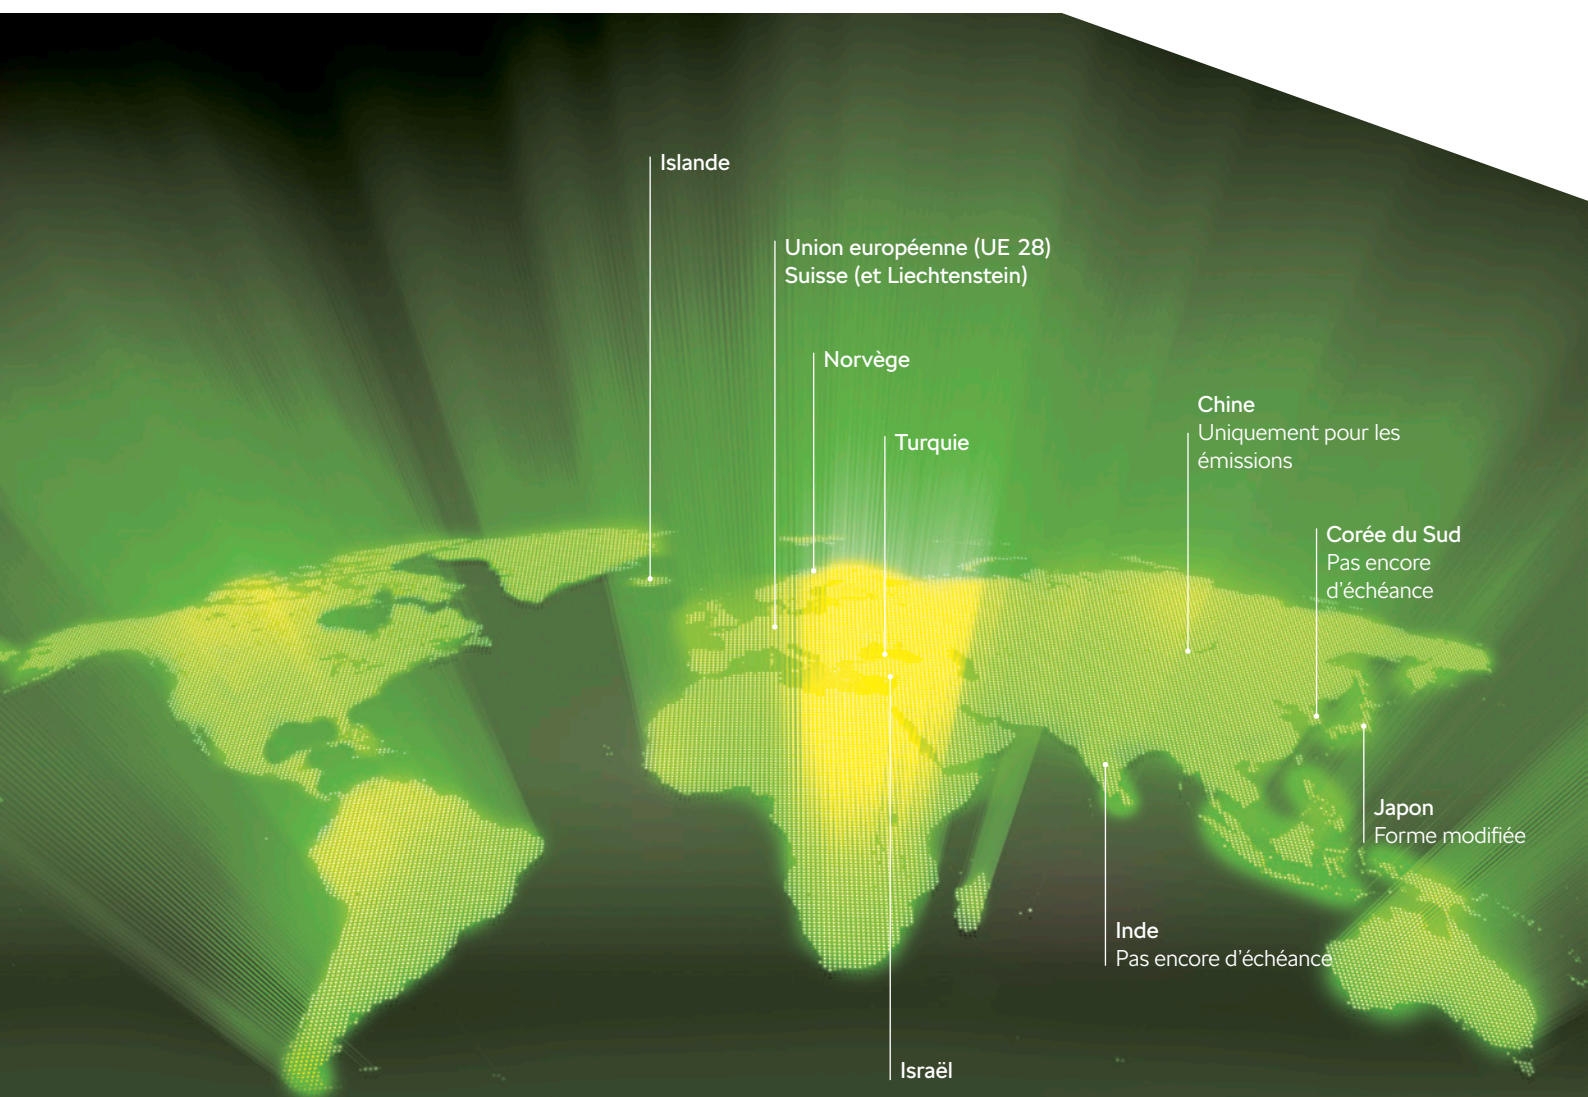 Islande
Union européenne (UE 28)
Suisse (et Liechtenstein)
Norvège
Turquie
Chine
Uniquement pour les
émissions
Corée du Sud
Pas encore
d'échéance
Japon
Forme modifiée
Inde
Pas encore d'échéance
Israël